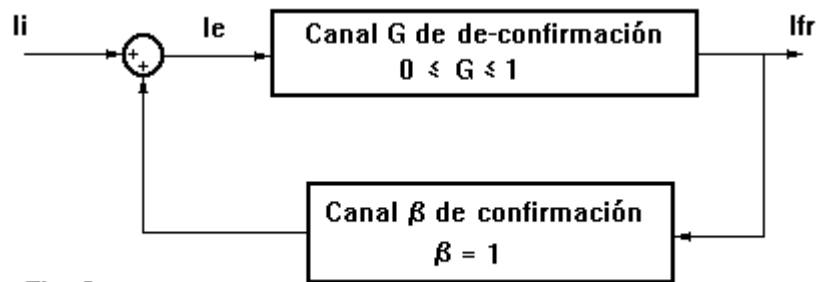 Ii
Ie
Canal G de de-confirmación
0 ≤ G ≤ 1
Ifr
+
+
Canal β de confirmación
β = 1